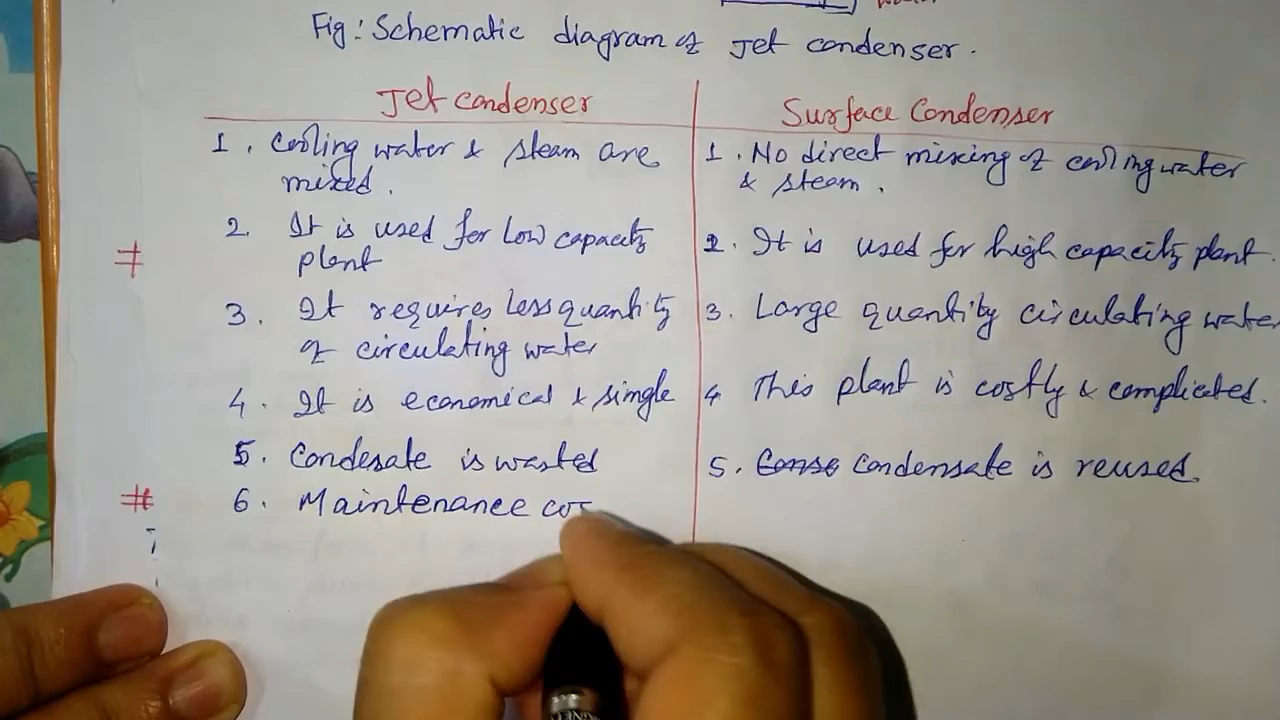 water
Fig: Schematic diagram of Jet condenser.
Jet condenser
Surface Condenser
1. Cooling water & steam are
mixed.
2. It is used for low capacity
plant
3. It requires less quantity
of circulating water
4. It is economical & simple
5. Condesate is wasted
6. Maintenance cos
1. No direct mixing of cooling water
& steam.
2. It is used for high capacity plant.
3. Large quantity circulating water
4. This plant is costly & complicated.
5. Condensate is reused.